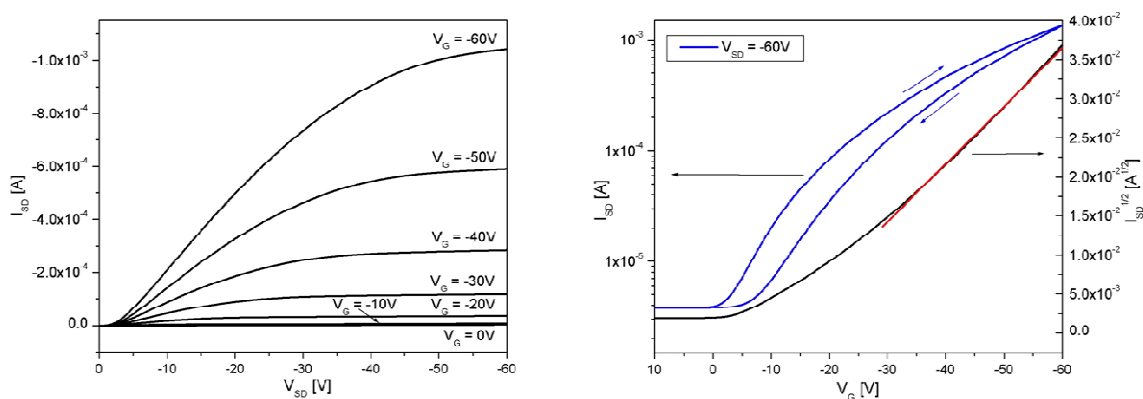 -1.0x10⁻³
-8.0x10⁻⁴
-6.0x10⁻⁴
-4.0x10⁻⁴
-2.0x10⁻⁴
0.0
I_SD [A]
V_G = -60V
V_G = -50V
V_G = -40V
V_G = -30V
V_G = -10V
V_G = -20V
V_G = 0V
0 -10 -20 -30 -40 -50 -60
V_SD [V]
V_SD = -60V
10⁻³
1x10⁻⁴
1x10⁻⁵
I_SD [A]
4.0x10⁻²
3.5x10⁻²
3.0x10⁻²
2.5x10⁻²
2.0x10⁻²
1.5x10⁻²
1.0x10⁻²
5.0x10⁻³
0.0
I_SD^1/2 [A^1/2]
10 0 -10 -20 -30 -40 -50 -60
V_G [V]